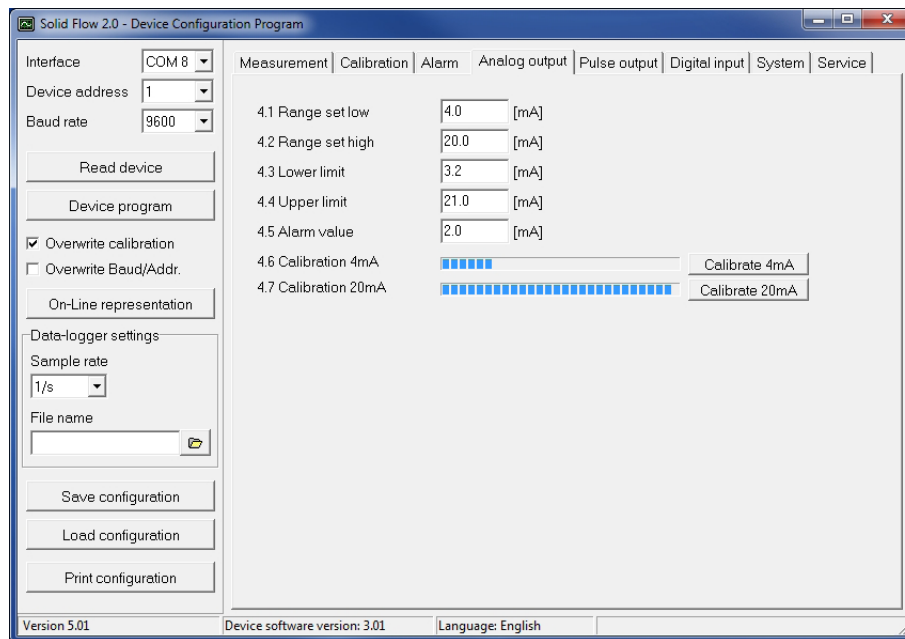 Solid Flow 2.0 - Device Configuration Program
Interface
COM 8
Device address
1
Baud rate
9600
Read device
Device program
Overwrite calibration
Overwrite Baud/Addr.
On-Line representation
Data-logger settings
Sample rate
1/s
File name
Save configuration
Load configuration
Print configuration
Measurement Calibration Alarm Analog output Pulse output Digital input System Service
4.1 Range set low 4.0 [mA]
4.2 Range set high 20.0 [mA]
4.3 Lower limit 3.2 [mA]
4.4 Upper limit 21.0 [mA]
4.5 Alarm value 2.0 [mA]
4.6 Calibration 4mA Calibrate 4mA
4.7 Calibration 20mA Calibrate 20mA
Version 5.01 Device software version: 3.01 Language: English